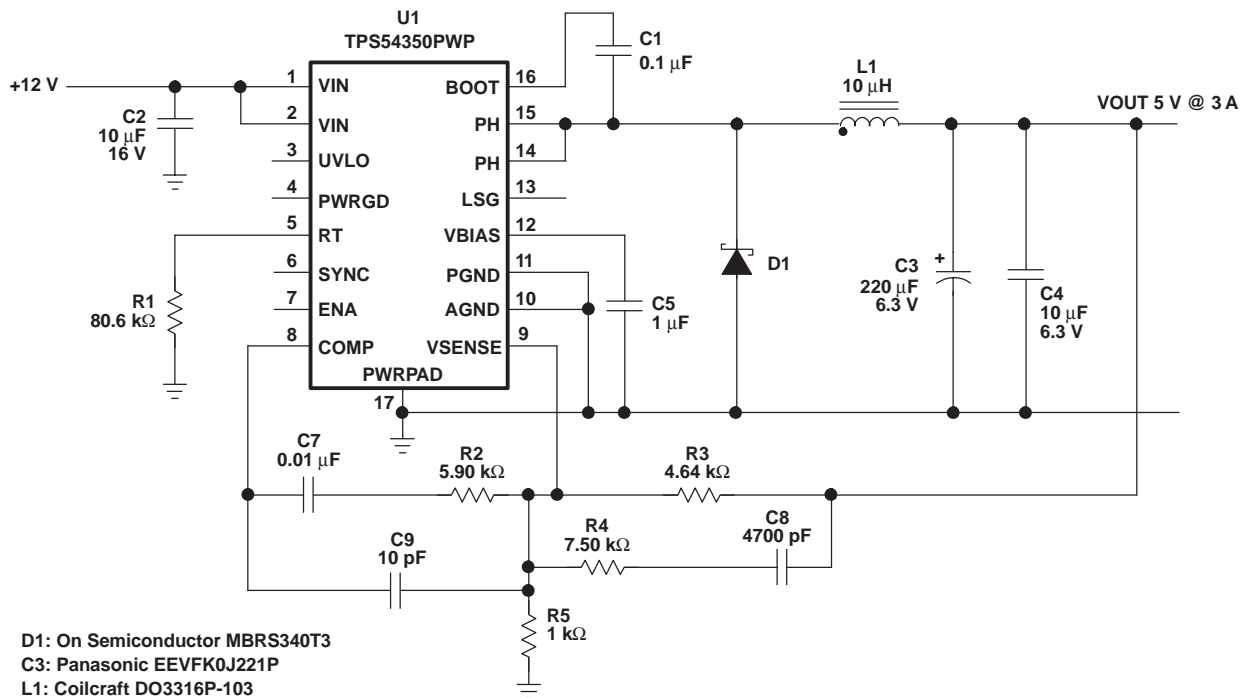 U1
TPS54350PWP
+12 V
C2
10 μF
16 V
1 VIN
2 VIN
3 UVLO
4 PWRGD
5 RT
6 SYNC
7 ENA
8 COMP
BOOT 16
PH 15
PH 14
LSG 13
VBIAS 12
PGND 11
AGND 10
VSENSE 9
PWRPAD
17
C1
0.1 μF
L1
10 μH
VOUT 5 V @ 3 A
D1
C3
+
220 μF
6.3 V
C4
10 μF
6.3 V
C5
1 μF
R1
80.6 kΩ
C7
0.01 μF
R2
5.90 kΩ
R3
4.64 kΩ
C9
10 pF
R4
7.50 kΩ
C8
4700 pF
R5
1 kΩ
D1: On Semiconductor MBRS340T3
C3: Panasonic EEVFK0J221P
L1: Coilcraft DO3316P-103